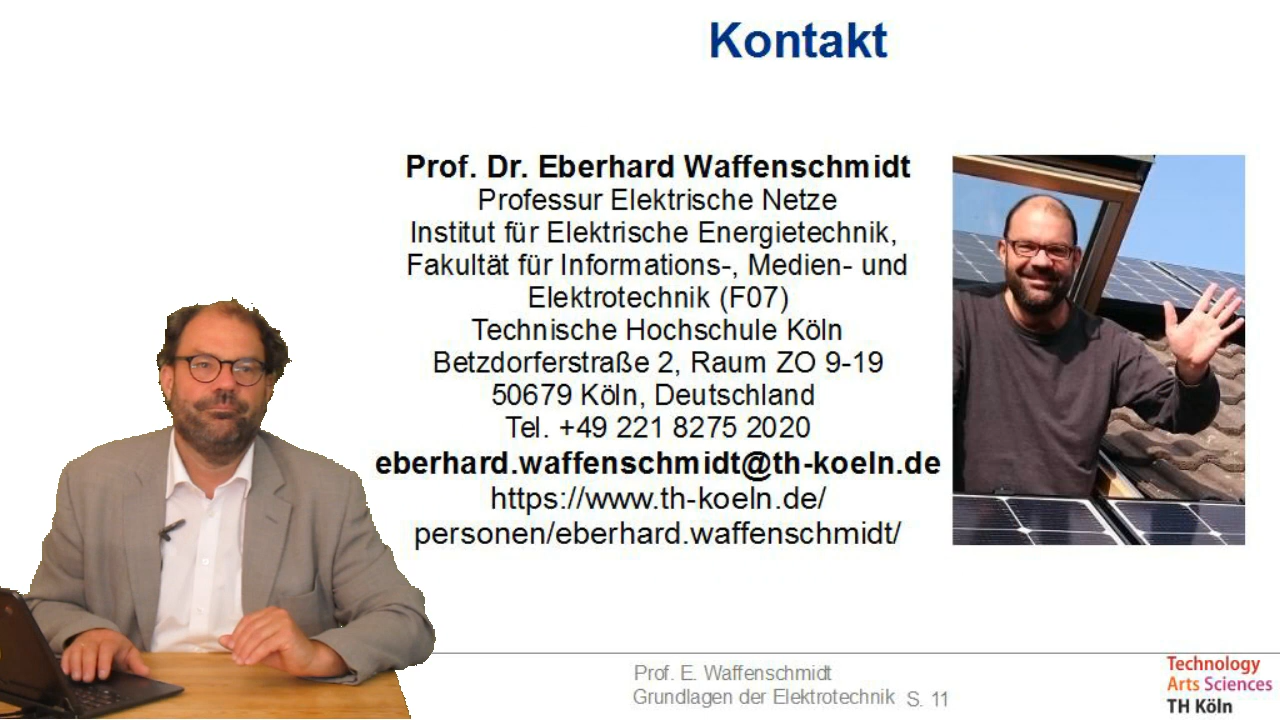 Kontakt
Prof. Dr. Eberhard Waffenschmidt
Professur Elektrische Netze
Institut für Elektrische Energietechnik,
Fakultät für Informations-, Medien- und
Elektrotechnik (F07)
Technische Hochschule Köln
Betzdorferstraße 2, Raum ZO 9-19
50679 Köln, Deutschland
Tel. +49 221 8275 2020
eberhard.waffenschmidt@th-koeln.de
https://www.th-koeln.de/
personen/eberhard.waffenschmidt/
Prof. E. Waffenschmidt
Grundlagen der Elektrotechnik S. 11
Technology
Arts Sciences
TH Köln